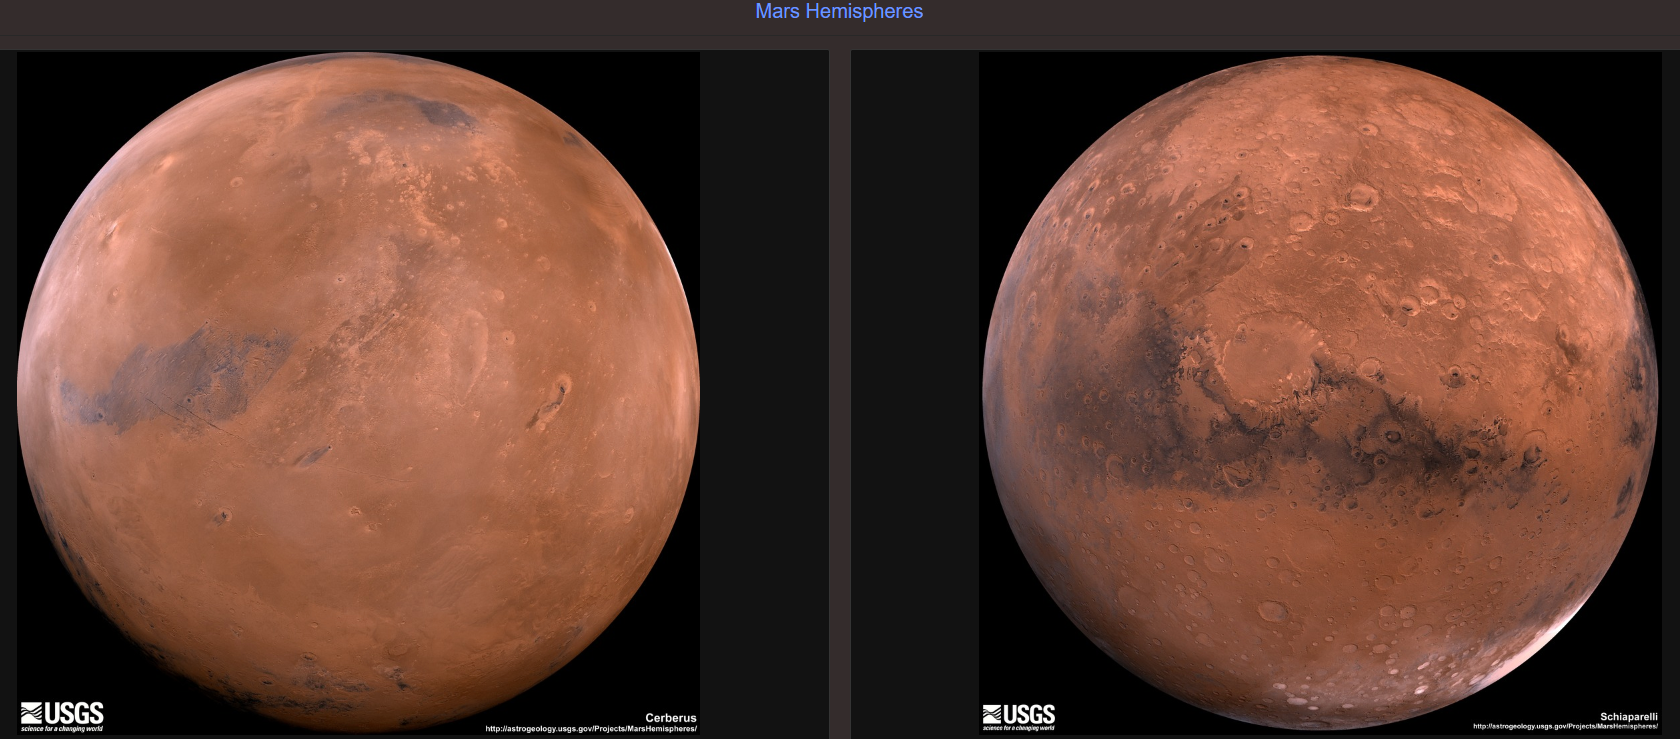 Mars Hemispheres
USGS
science for a changing world
Cerberus
http://astrogeology.usgs.gov/Projects/MarsHemispheres/
USGS
science for a changing world
Schiaparelli
http://astrogeology.usgs.gov/Projects/MarsHemispheres/